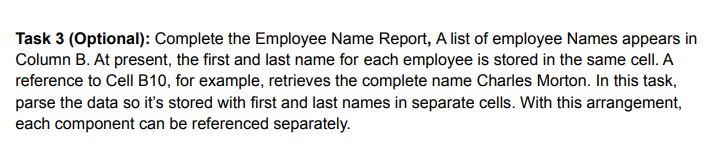 Task 3 (Optional): Complete the Employee Name Report, A list of employee Names appears in
Column B. At present, the first and last name for each employee is stored in the same cell. A
reference to Cell B10, for example, retrieves the complete name Charles Morton. In this task,
parse the data so it's stored with first and last names in separate cells. With this arrangement,
each component can be referenced separately.